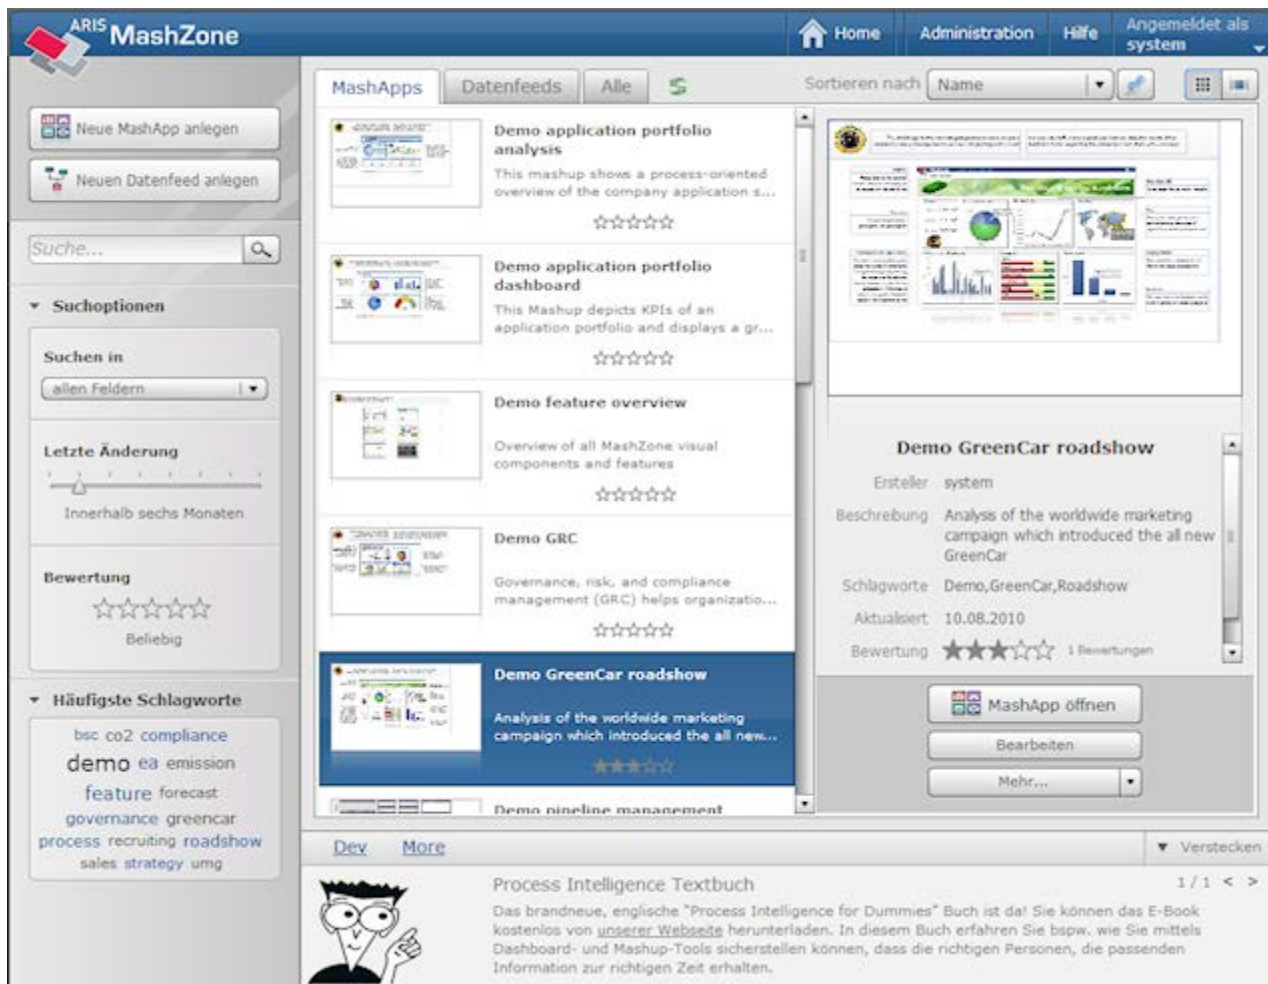 ARIS MashZone
Home
Administration
Hilfe
Angemeldet als
system
Neue MashApp anlegen
Neuen Datenfeed anlegen
Suche...
Suchoptionen
Suchen in
allen Feldern
Letzte Änderung
Innerhalb sechs Monaten
Bewertung
Beliebig
Häufigste Schlagworte
bsc co2 compliance
demo ea emission
feature forecast
governance greencar
process recruiting roadshow
sales strategy umg
MashApps
Datenfeeds
Alle
Sortieren nach
Name
Demo application portfolio
analysis
This mashup shows a process-oriented
overview of the company application s...
Demo application portfolio
dashboard
This Mashup depicts KPIs of an
application portfolio and displays a gr...
Demo feature overview
Overview of all MashZone visual
components and features
Demo GRC
Governance, risk, and compliance
management (GRC) helps organizatio...
Demo GreenCar roadshow
Analysis of the worldwide marketing
campaign which introduced the all new...
Demo pipeline management
Demo GreenCar roadshow
Ersteller system
Beschreibung Analysis of the worldwide marketing
campaign which introduced the all new
GreenCar
Schlagworte Demo,GreenCar,Roadshow
Aktualisiert 10.08.2010
Bewertung 1 Bewertungen
MashApp öffnen
Bearbeiten
Mehr...
Dev
More
Verstecken
Process Intelligence Textbuch
1/1 < >
Das brandneue, englische "Process Intelligence for Dummies" Buch ist da! Sie können das E-Book
kostenlos von unserer Webseite herunterladen. In diesem Buch erfahren Sie bspw. wie Sie mittels
Dashboard- und Mashup-Tools sicherstellen können, dass die richtigen Personen, die passenden
Information zur richtigen Zeit erhalten.